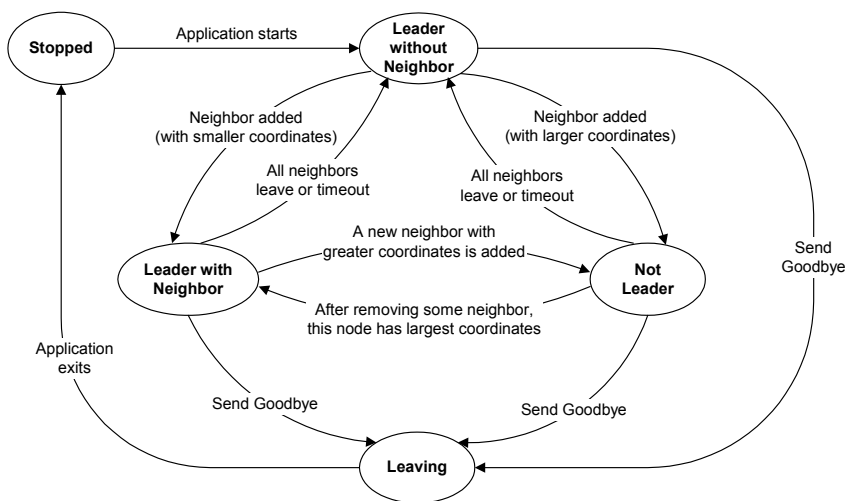 Stopped
Application starts
Leader
without
Neighbor
Neighbor added
(with smaller coordinates)
Neighbor added
(with larger coordinates)
All neighbors
leave or timeout
All neighbors
leave or timeout
A new neighbor with
greater coordinates is added
Send
Goodbye
Leader with
Neighbor
Not
Leader
After removing some neighbor,
this node has largest coordinates
Application
exits
Send Goodbye
Send Goodbye
Leaving